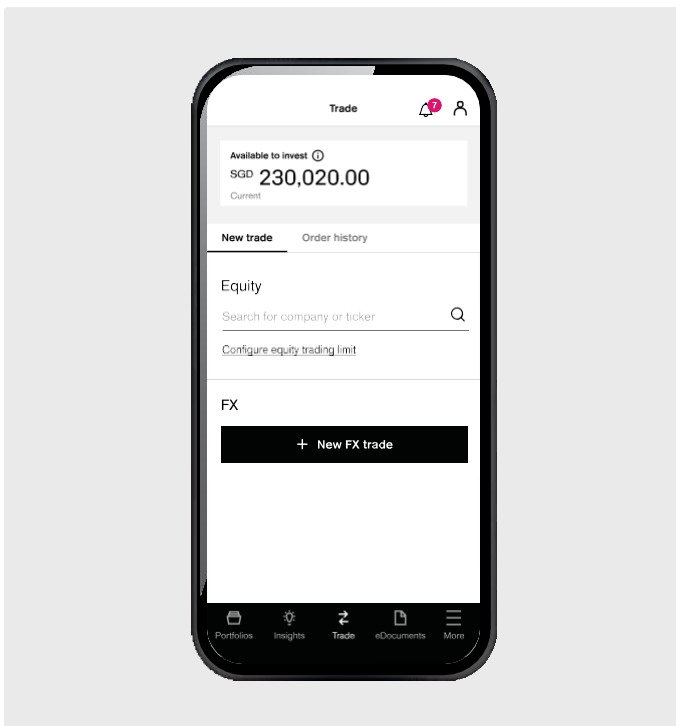 Trade
7
Available to invest
SGD 230,020.00
Current
New trade Order history
Equity
Search for company or ticker
Configure equity trading limit
FX
+ New FX trade
Portfolios Insights Trade eDocuments More